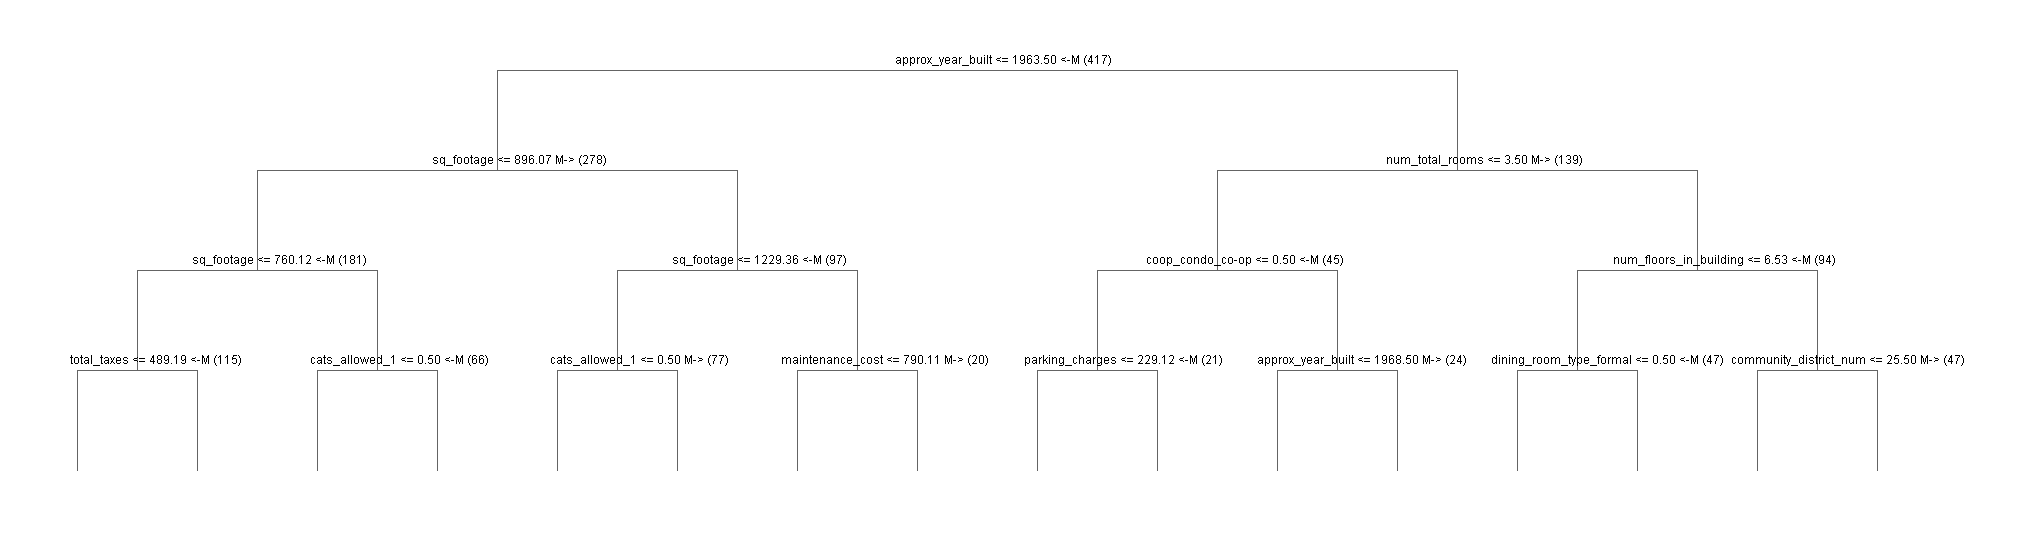 approx_year_built <= 1963.50 <-M (417)
sq_footage <= 896.07 M-> (278)
num_total_rooms <= 3.50 M-> (139)
sq_footage <= 760.12 <-M (181)
sq_footage <= 1229.36 <-M (97)
coop_condo_co-op <= 0.50 <-M (45)
num_floors_in_building <= 6.53 <-M (94)
total_taxes <= 489.19 <-M (115)
cats_allowed_1 <= 0.50 <-M (66)
cats_allowed_1 <= 0.50 M-> (77)
maintenance_cost <= 790.11 M-> (20)
parking_charges <= 229.12 <-M (21)
approx_year_built <= 1968.50 M-> (24)
dining_room_type_formal <= 0.50 <-M (47)
community_district_num <= 25.50 M-> (47)